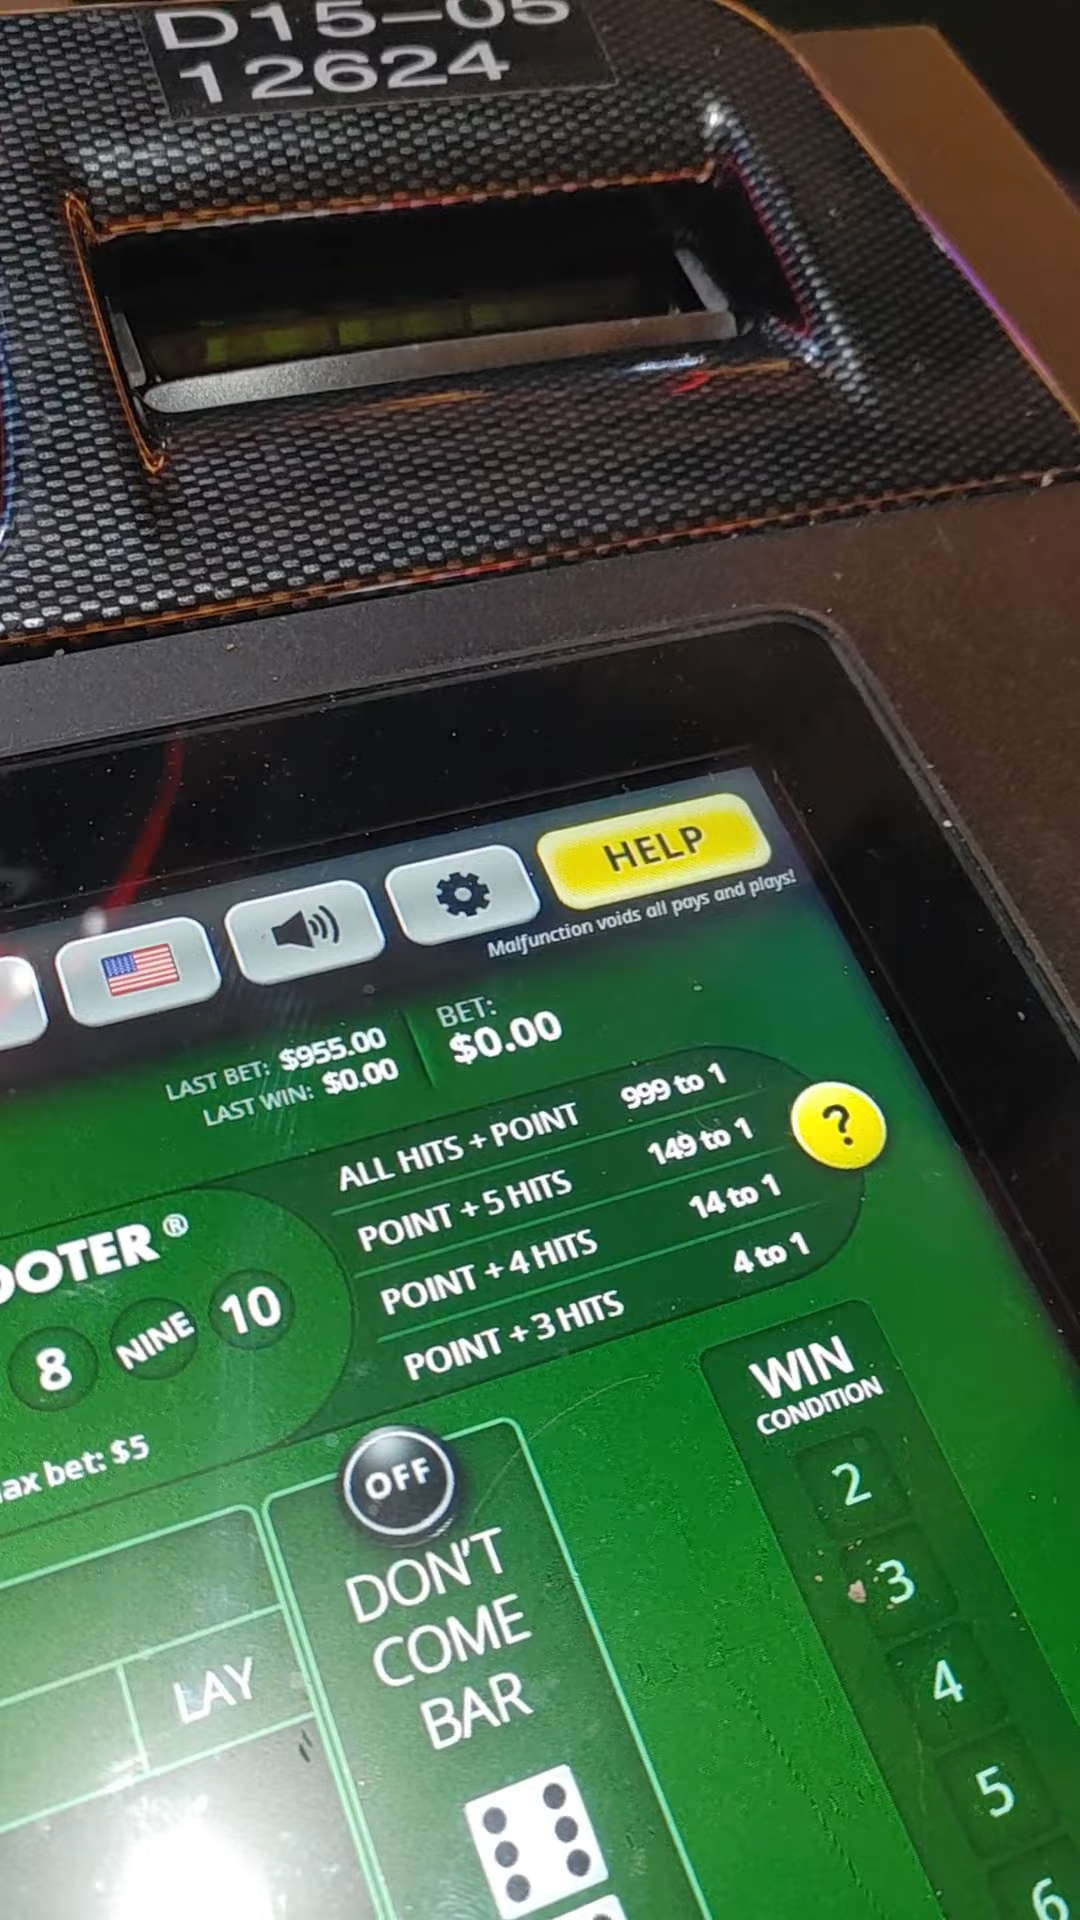 D15-05
12624
HELP
Malfunction voids all pays and plays!
LAST BET: $955.00
LAST WIN: $0.00
BET:
$0.00
ALL HITS + POINT 999 to 1
POINT + 5 HITS 149 to 1
POINT + 4 HITS 14 to 1
POINT + 3 HITS 4 to 1
?
OOTER®
8 NINE 10
ax bet: $5
OFF
DON'T
COME
BAR
LAY
WIN
CONDITION
2
3
4
5
6